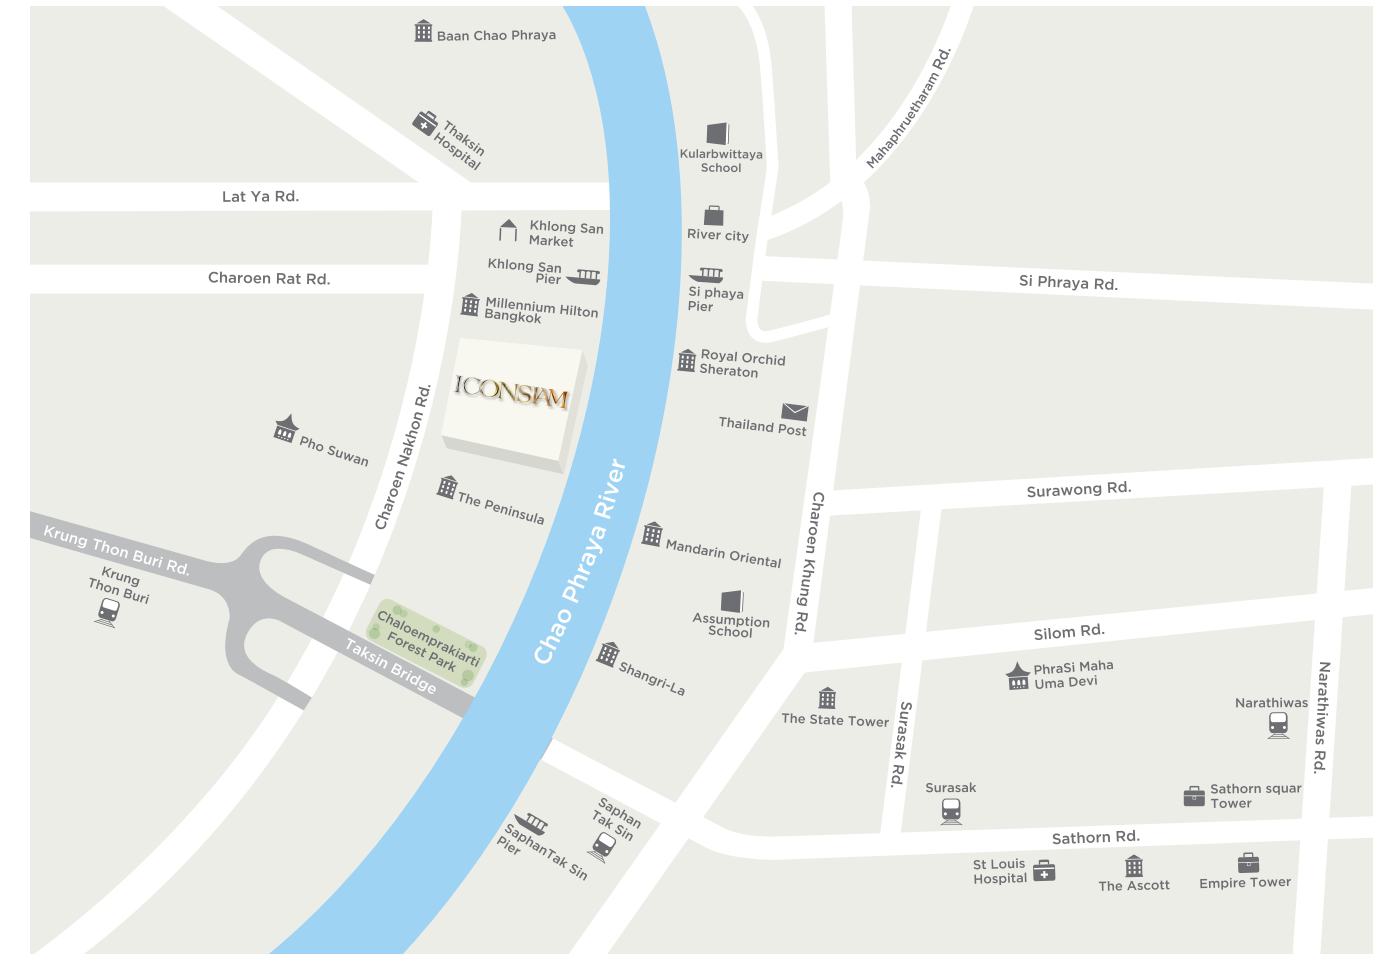 Baan Chao Phraya
Thaksin
Hospital
Kularbwittaya
School
Mahaphruetharam Rd.
Lat Ya Rd.
Khlong San
Market
River city
Charoen Rat Rd.
Khlong San
Pier
Si phaya
Pier
Si Phraya Rd.
Millennium Hilton
Bangkok
Royal Orchid
Sheraton
ICONSIAM
Thailand Post
Charoen Nakhon Rd.
Pho Suwan
The Peninsula
Chao Phraya River
Surawong Rd.
Charoen Khung Rd.
Mandarin Oriental
Krung Thon Buri Rd.
Krung
Thon Buri
Assumption
School
Chaloemprakiarti
Forest Park
Taksin Bridge
Silom Rd.
Shangri-La
PhraSi Maha
Uma Devi
The State Tower
Surasak Rd.
Narathiwas
Narathiwas Rd.
Surasak
Sathorn squar
Tower
Saphan
Tak Sin
SaphanTak Sin
Pier
Sathorn Rd.
St Louis
Hospital
The Ascott
Empire Tower